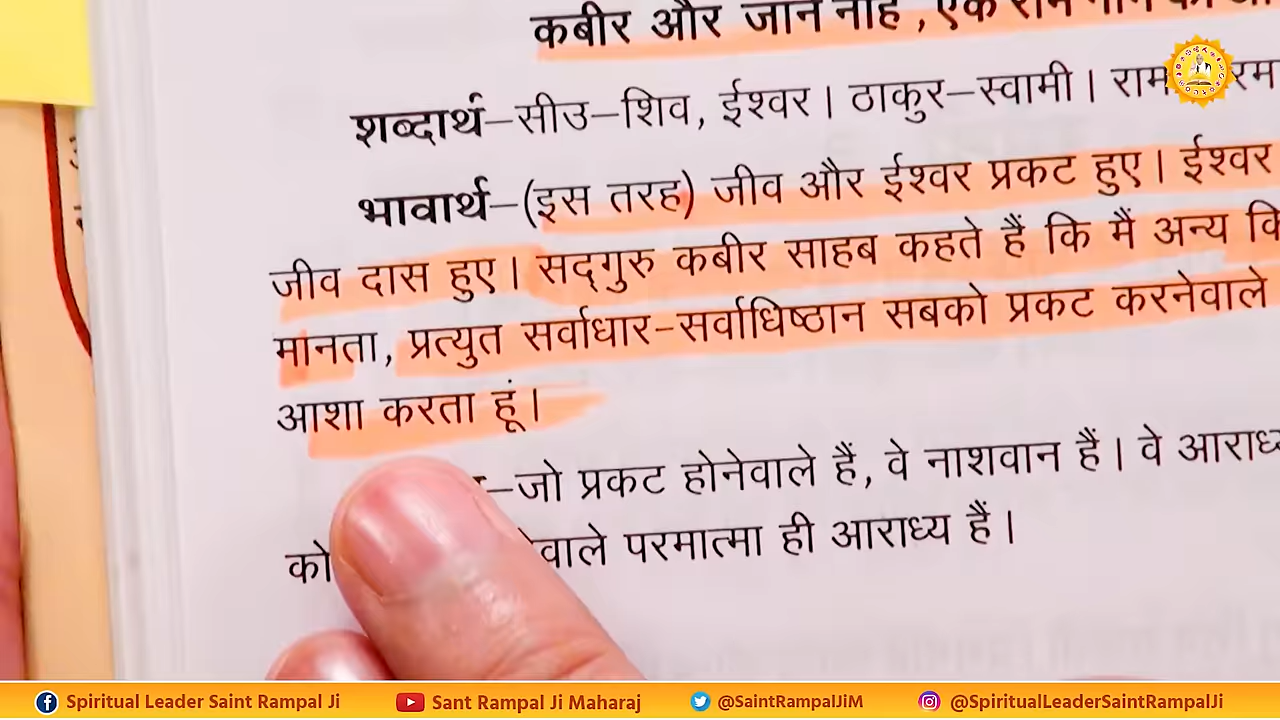 कबीर और जाने नहिं, एक राम नाम की
शब्दार्थ—सीउ—शिव, ईश्वर। ठाकुर—स्वामी। राम
भावार्थ—(इस तरह) जीव और ईश्वर प्रकट हुए। ईश्वर
जीव दास हुए। सद्‌गुरु कबीर साहब कहते हैं कि मैं अन्य
मानता, प्रत्युत सर्वाधार-सर्वाधिष्ठान सबको प्रकट करनेवाले
आशा करता हूं।
—जो प्रकट होनेवाले हैं, वे नाशवान हैं। वे
को वाले परमात्मा ही आराध्य हैं।
Spiritual Leader Saint Rampal Ji Sant Rampal Ji Maharaj @SaintRampalJiM @SpiritualLeaderSaintRampalJi